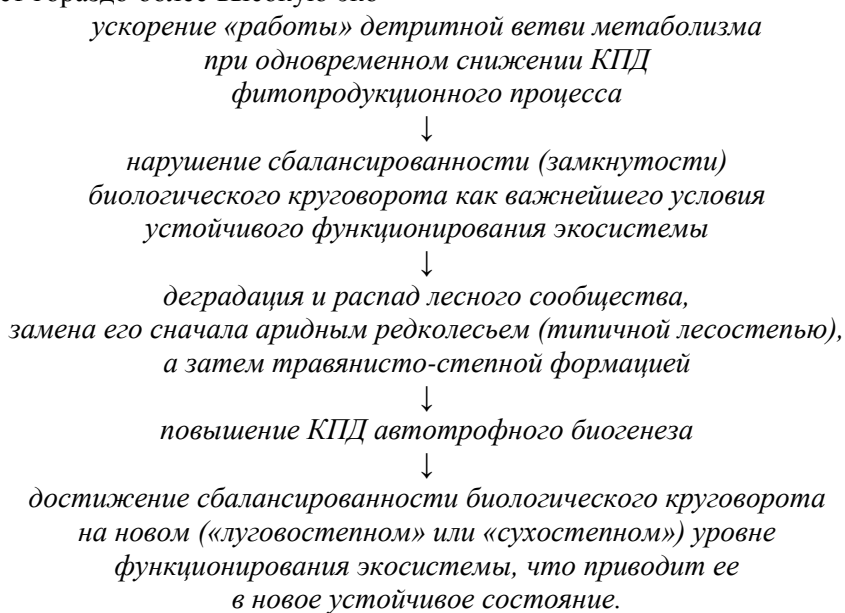 ускорение «работы» детритной ветви метаболизма
при одновременном снижении КПД
фитопродукционного процесса
↓
нарушение сбалансированности (замкнутости)
биологического круговорота как важнейшего условия
устойчивого функционирования экосистемы
↓
деградация и распад лесного сообщества,
замена его сначала аридным редколесьем (типичной лесостепью),
а затем травянисто-степной формацией
↓
повышение КПД автотрофного биогенеза
↓
достижение сбалансированности биологического круговорота
на новом («луговостепном» или «сухостепном») уровне
функционирования экосистемы, что приводит ее
в новое устойчивое состояние.